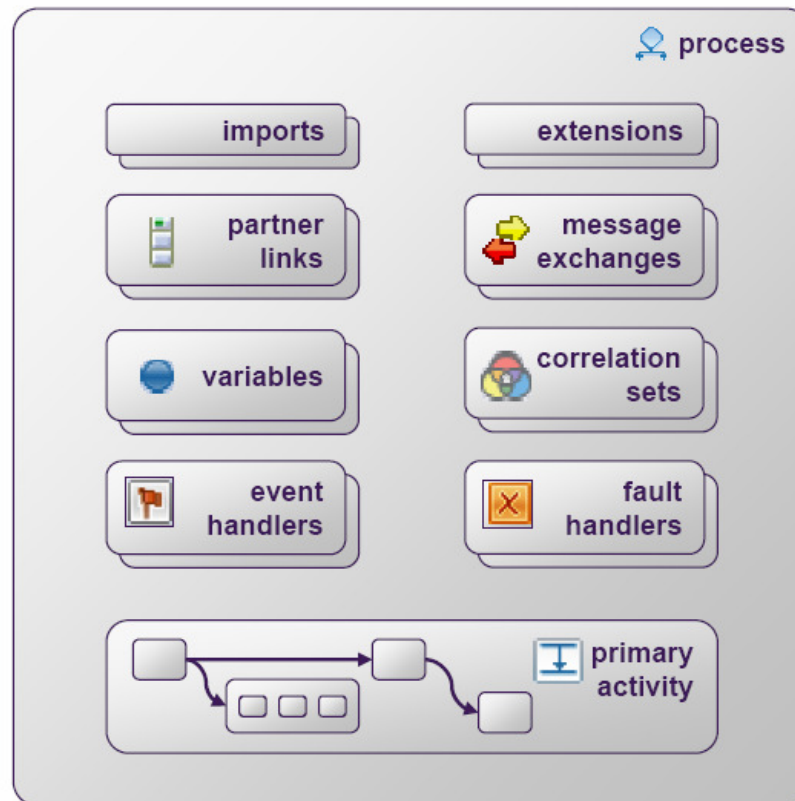 process
imports
extensions
partner
links
message
exchanges
variables
correlation
sets
event
handlers
fault
handlers
primary
activity